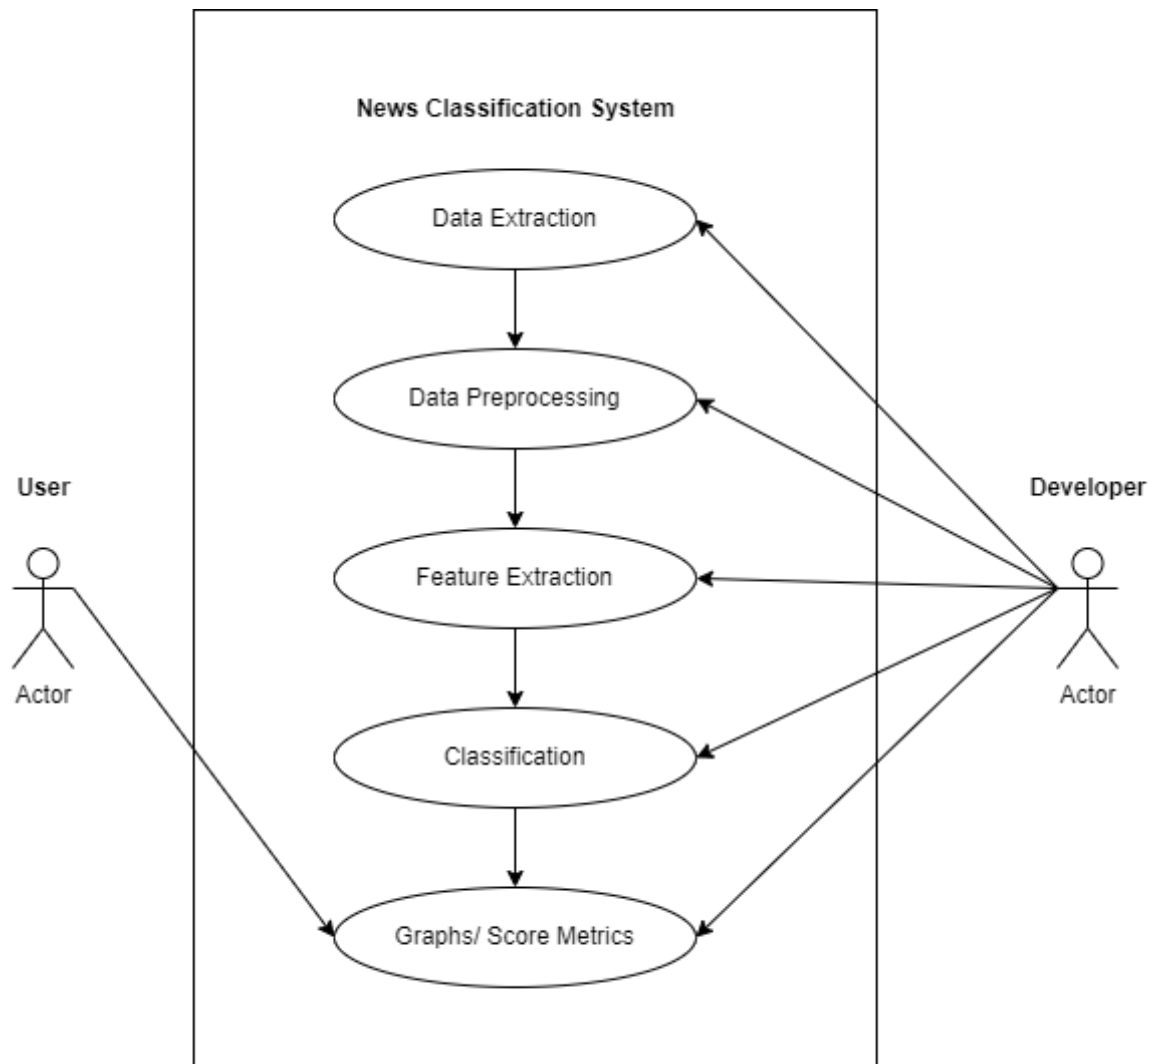 News Classification System
Data Extraction
Data Preprocessing
User
Developer
Feature Extraction
Actor
Actor
Classification
Graphs/ Score Metrics